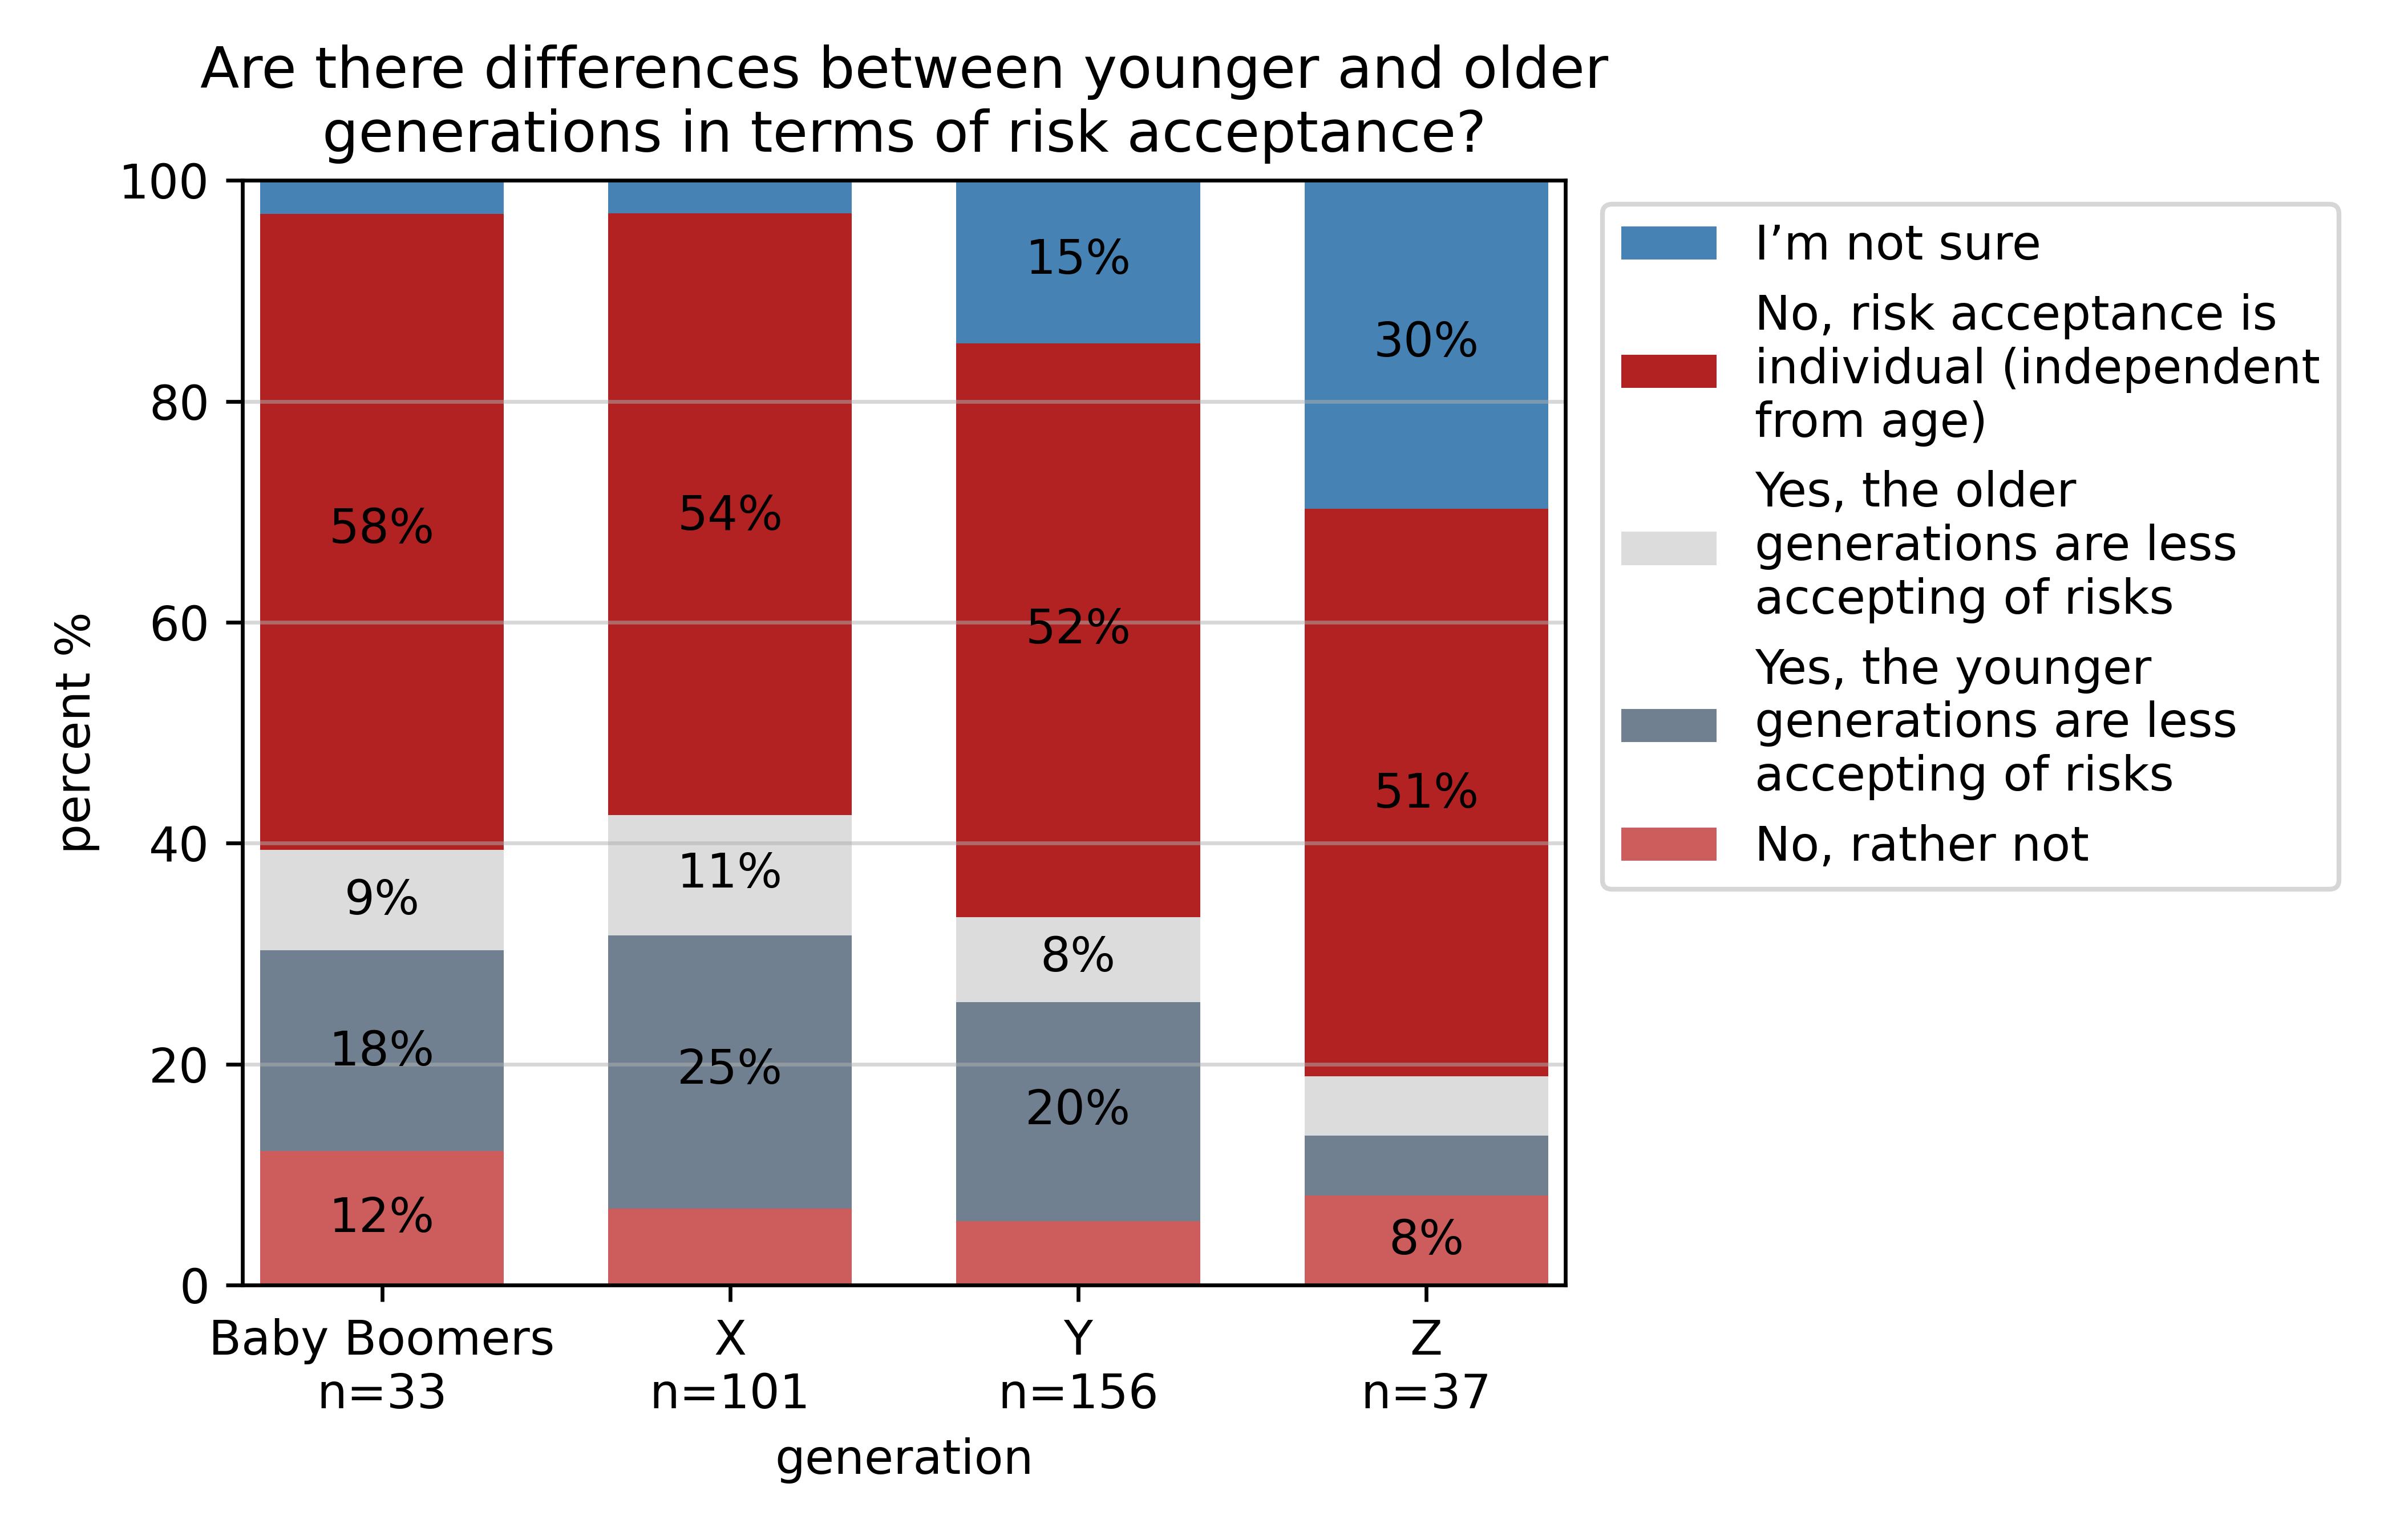 Are there differences between younger and older
generations in terms of risk acceptance?
percent %
100
80
60
40
20
0
58%
9%
18%
12%
54%
11%
25%
15%
52%
8%
20%
30%
51%
8%
Baby Boomers
n=33
X
n=101
Y
n=156
Z
n=37
generation
I’m not sure
No, risk acceptance is
individual (independent
from age)
Yes, the older
generations are less
accepting of risks
Yes, the younger
generations are less
accepting of risks
No, rather not